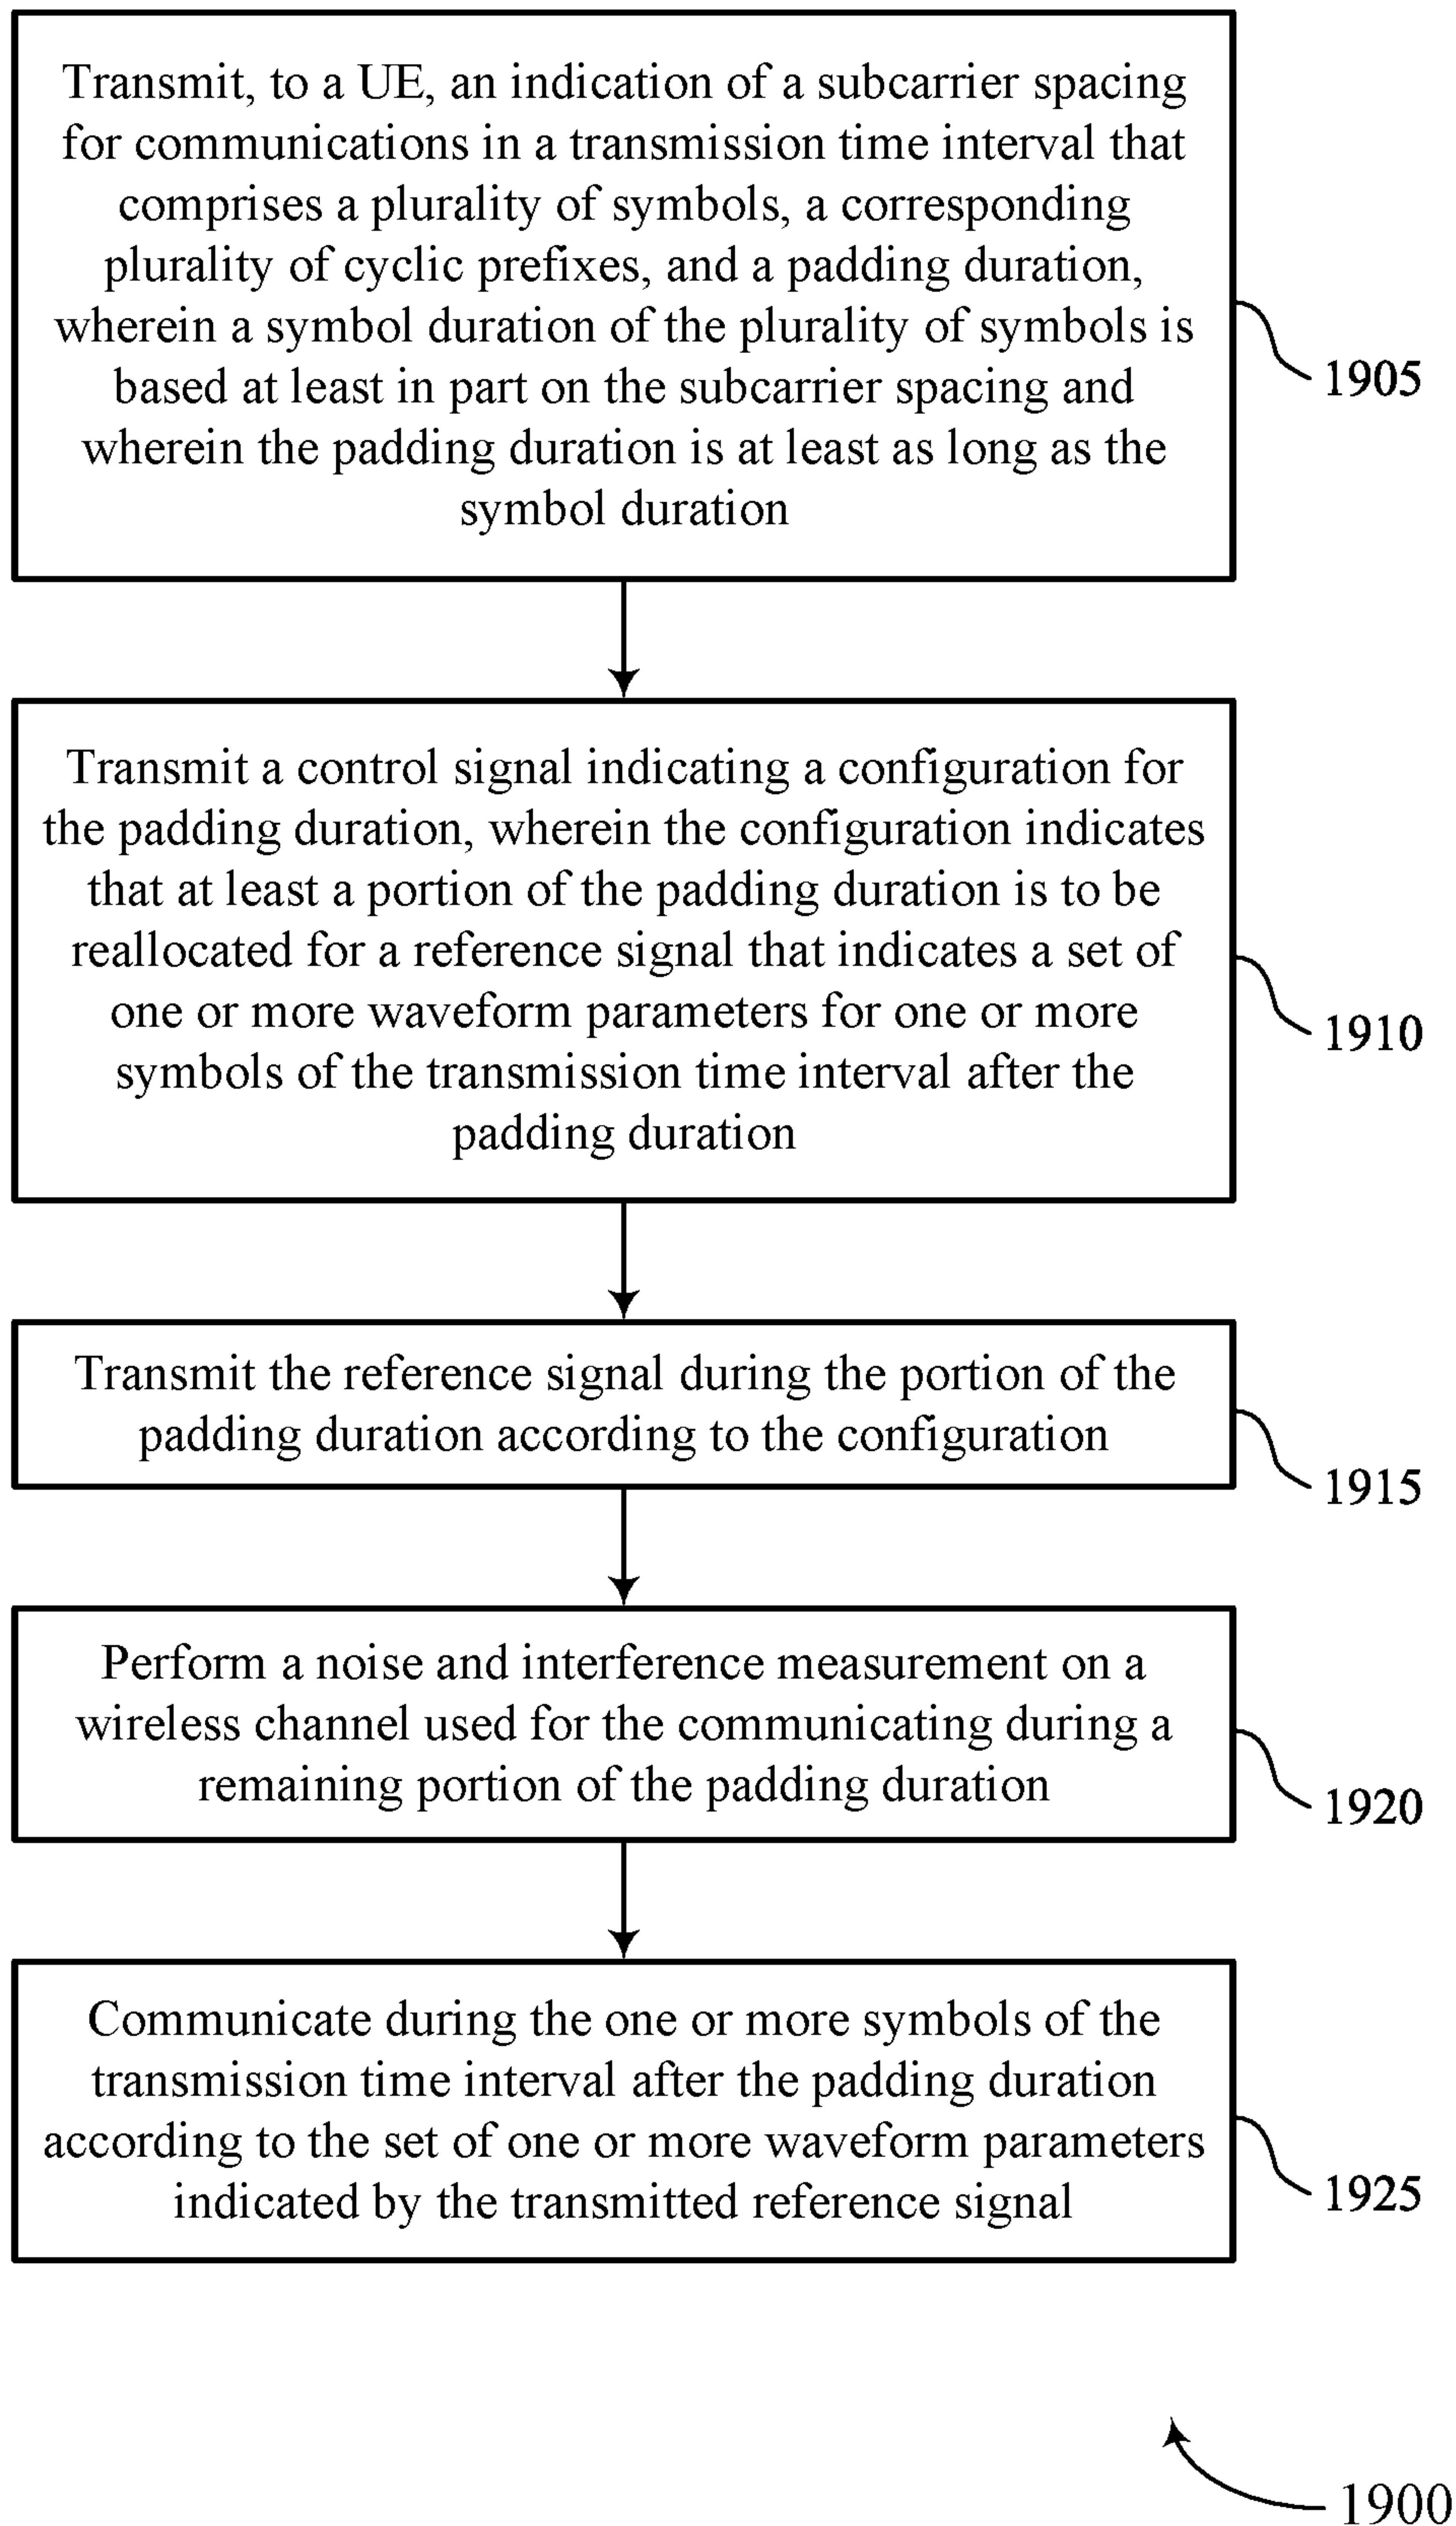 Transmit, to a UE, an indication of a subcarrier spacing
for communications in a transmission time interval that
comprises a plurality of symbols, a corresponding
plurality of cyclic prefixes, and a padding duration,
wherein a symbol duration of the plurality of symbols is
based at least in part on the subcarrier spacing and
wherein the padding duration is at least as long as the
symbol duration
1905
Transmit a control signal indicating a configuration for
the padding duration, wherein the configuration indicates
that at least a portion of the padding duration is to be
reallocated for a reference signal that indicates a set of
one or more waveform parameters for one or more
symbols of the transmission time interval after the
padding duration
1910
Transmit the reference signal during the portion of the
padding duration according to the configuration
1915
Perform a noise and interference measurement on a
wireless channel used for the communicating during a
remaining portion of the padding duration
1920
Communicate during the one or more symbols of the
transmission time interval after the padding duration
according to the set of one or more waveform parameters
indicated by the transmitted reference signal
1925
1900